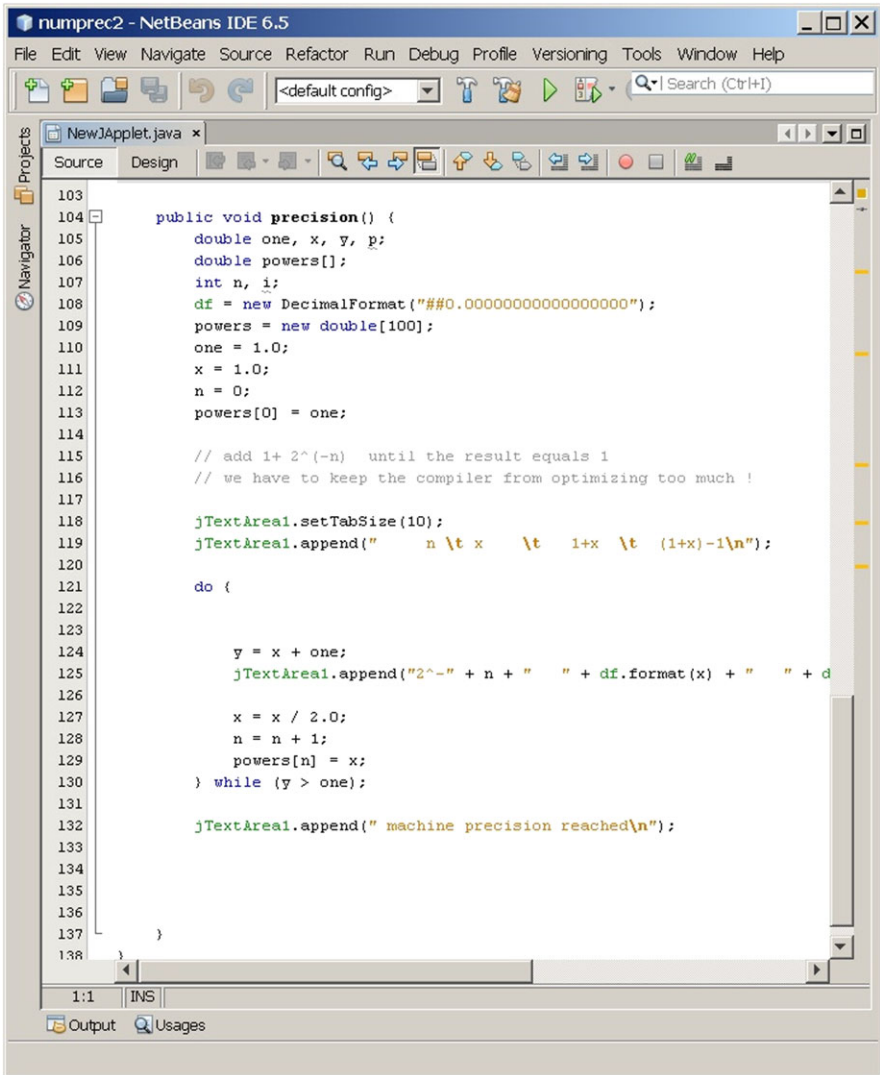 numprec2 - NetBeans IDE 6.5
File Edit View Navigate Source Refactor Run Debug Profile Versioning Tools Window Help
<default config> Search (Ctrl+I)
Projects
Navigator
NewJApplet.java ×
Source Design
103
104 public void precision() {
105 double one, x, y, p;
106 double powers[];
107 int n, i;
108 df = new DecimalFormat("##0.00000000000000000");
109 powers = new double[100];
110 one = 1.0;
111 x = 1.0;
112 n = 0;
113 powers[0] = one;
114
115 // add 1+ 2^(-n)  until the result equals 1
116 // we have to keep the compiler from optimizing too much !
117
118 jTextArea1.setTabSize(10);
119 jTextArea1.append("      n \t x    \t   1+x  \t  (1+x)-1\n");
120
121 do {
122
123
124 y = x + one;
125 jTextArea1.append("2^-" + n + "   " + df.format(x) + "   " + d
126
127 x = x / 2.0;
128 n = n + 1;
129 powers[n] = x;
130 } while (y > one);
131
132 jTextArea1.append(" machine precision reached\n");
133
134
135
136
137 }
138 }
1:1 INS
Output Usages